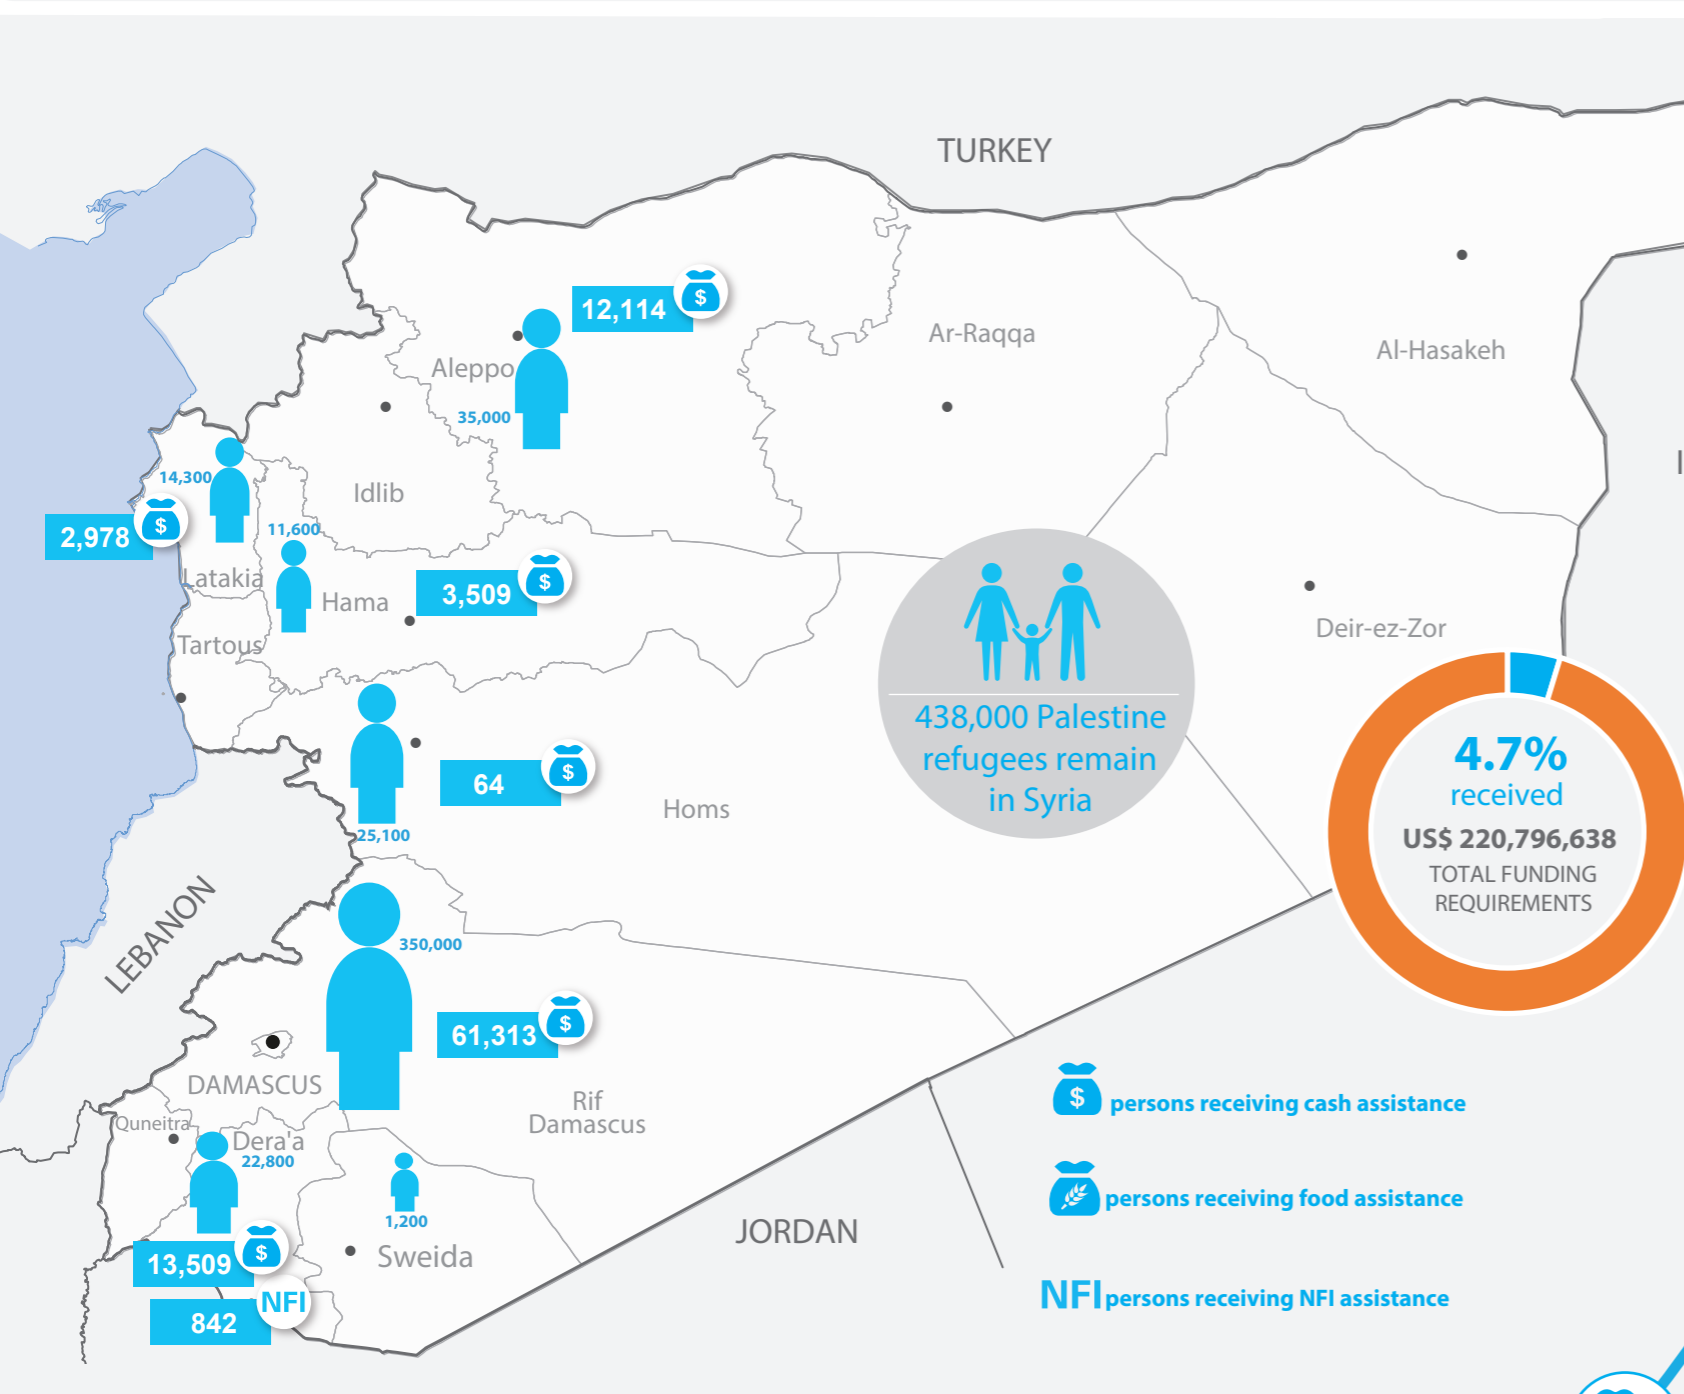 TURKEY
12,114
$
Ar-Raqqa
Al-Hasakeh
Aleppo
35,000
14,300
Idlib
2,978
$
11,600
Latakia
Hama
3,509
$
Tartous
Deir-ez-Zor
438,000 Palestine
refugees remain
in Syria
4.7%
received
US$ 220,796,638
TOTAL FUNDING
REQUIREMENTS
64
$
Homs
25,100
LEBANON
350,000
61,313
$
DAMASCUS
Rif
Damascus
Quneitra
Dera'a
22,800
1,200
Sweida
JORDAN
13,509
$
842
NFI
$
persons receiving cash assistance
persons receiving food assistance
NFI persons receiving NFI assistance